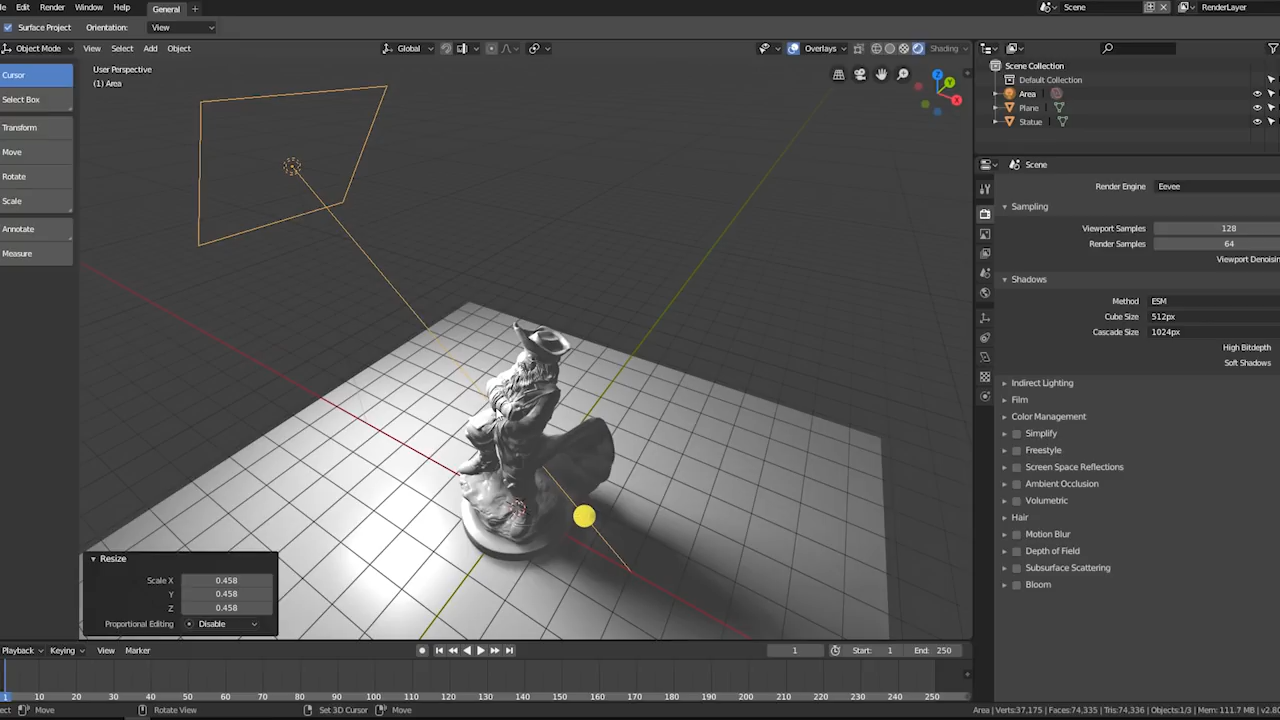 Edit Render Window Help General + Scene RenderLayer
Surface Project Orientation: View
Object Mode View Select Add Object Global Overlays Shading
User Perspective
(1) Area
Cursor
Select Box
Transform
Move
Rotate
Scale
Annotate
Measure
Resize
Scale X 0.458
Y 0.458
Z 0.458
Proportional Editing Disable
Scene Collection
Default Collection
Area
Plane
Statue
Scene
Render Engine Eevee
Sampling
Viewport Samples 128
Render Samples 64
Viewport Denoisin
Shadows
Method ESM
Cube Size 512px
Cascade Size 1024px
High Bitdepth
Soft Shadows
Indirect Lighting
Film
Color Management
Simplify
Freestyle
Screen Space Reflections
Ambient Occlusion
Volumetric
Hair
Motion Blur
Depth of Field
Subsurface Scattering
Bloom
Playback Keying View Marker 1 Start: 1 End: 250
1 10 20 30 40 50 60 70 80 90 100 110 120 130 140 150 160 170 180 190 200 210 220 230 240 250
ect Move Rotate View Set 3D Cursor Move Area | Verts:37,175 | Faces:74,335 | Tris:74,336 | Objects:1/3 | Mem: 111.7 MB | v2.80